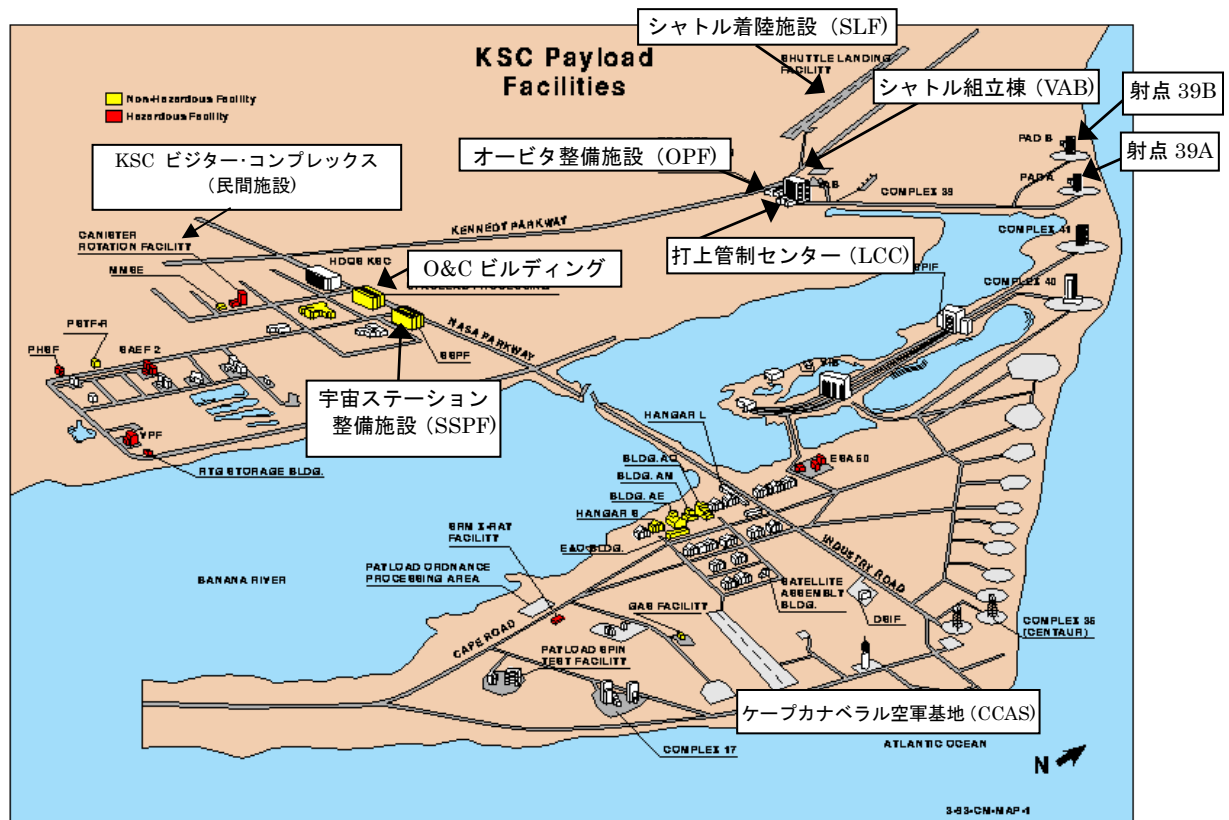 シャトル着陸施設 (SLF)
KSC Payload
Facilities
SHUTTLE LANDING
FACILITY
シャトル組立棟 (VAB)
射点 39B
Non-Hazardous Facility
Hazardous Facility
PAD B
オービタ整備施設 (OPF)
KSC ビジター･コンプレックス
(民間施設)
射点 39A
PAD A
VAB
COMPLEX 39
KENNEDY PARKWAY
CANISTER
ROTATION FACILITY
COMPLEX 41
HDQS KSC
O&C ビルディング
打上管制センター (LCC)
MMSE
SPIF
COMPLEX 40
NASA PARKWAY
PSTF-R
PHSF
SAEF 2
SSPF
VIB
宇宙ステーション
整備施設 (SSPF)
HANGAR L
VPF
RTG STORAGE BLDG.
BLDG. AO
ESA 60
BLDG. AM
BLDG. AE
HANGAR S
SRM X-RAY
FACILITY
E&O BLDG.
INDUSTRY ROAD
BANANA RIVER
PAYLOAD ORDNANCE
PROCESSING AREA
SATELLITE
ASSEMBLY
BLDG.
GAS FACILITY
DSIF
COMPLEX 36
(CENTAUR)
CAPE ROAD
PAYLOAD SPIN
TEST FACILITY
ケープカナベラル空軍基地 (CCAS)
COMPLEX 17
ATLANTIC OCEAN
N
3-93-CM-MAP-1